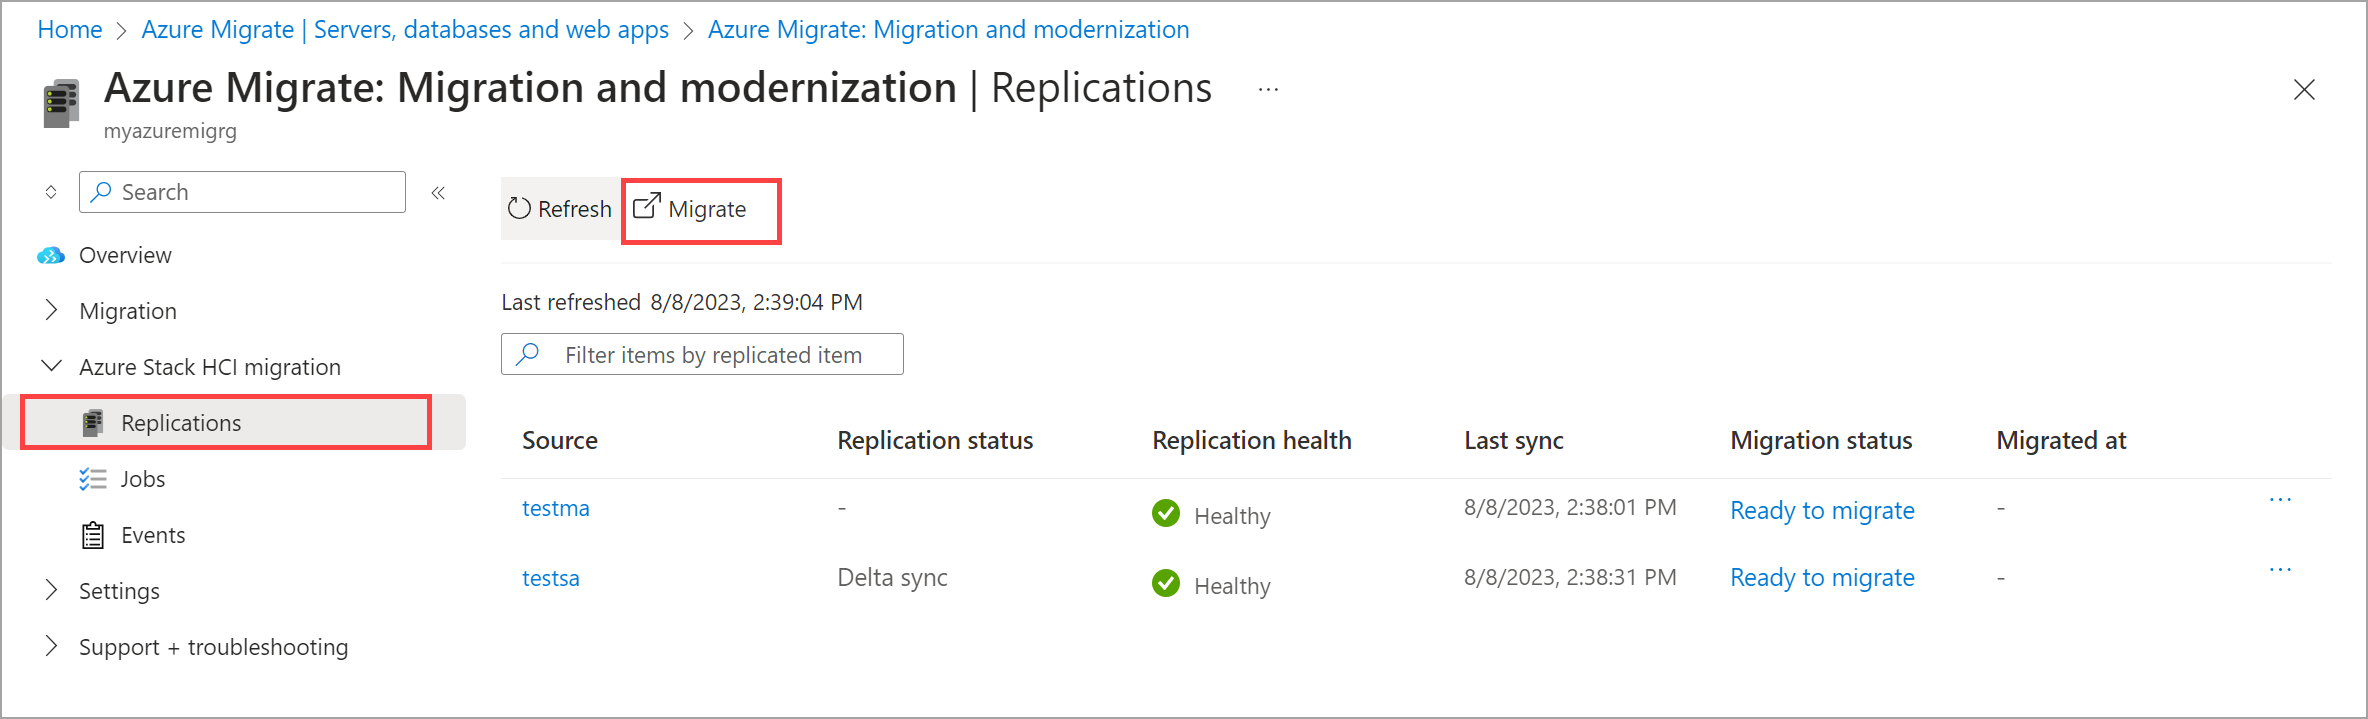 Home > Azure Migrate | Servers, databases and web apps > Azure Migrate: Migration and modernization
Azure Migrate: Migration and modernization | Replications ...
myazuremigrg
Search
Overview
Migration
Azure Stack HCI migration
Replications
Jobs
Events
Settings
Support + troubleshooting
Refresh Migrate
Last refreshed 8/8/2023, 2:39:04 PM
Filter items by replicated item
Source Replication status Replication health Last sync Migration status Migrated at
testma - Healthy 8/8/2023, 2:38:01 PM Ready to migrate - ...
testsa Delta sync Healthy 8/8/2023, 2:38:31 PM Ready to migrate - ...